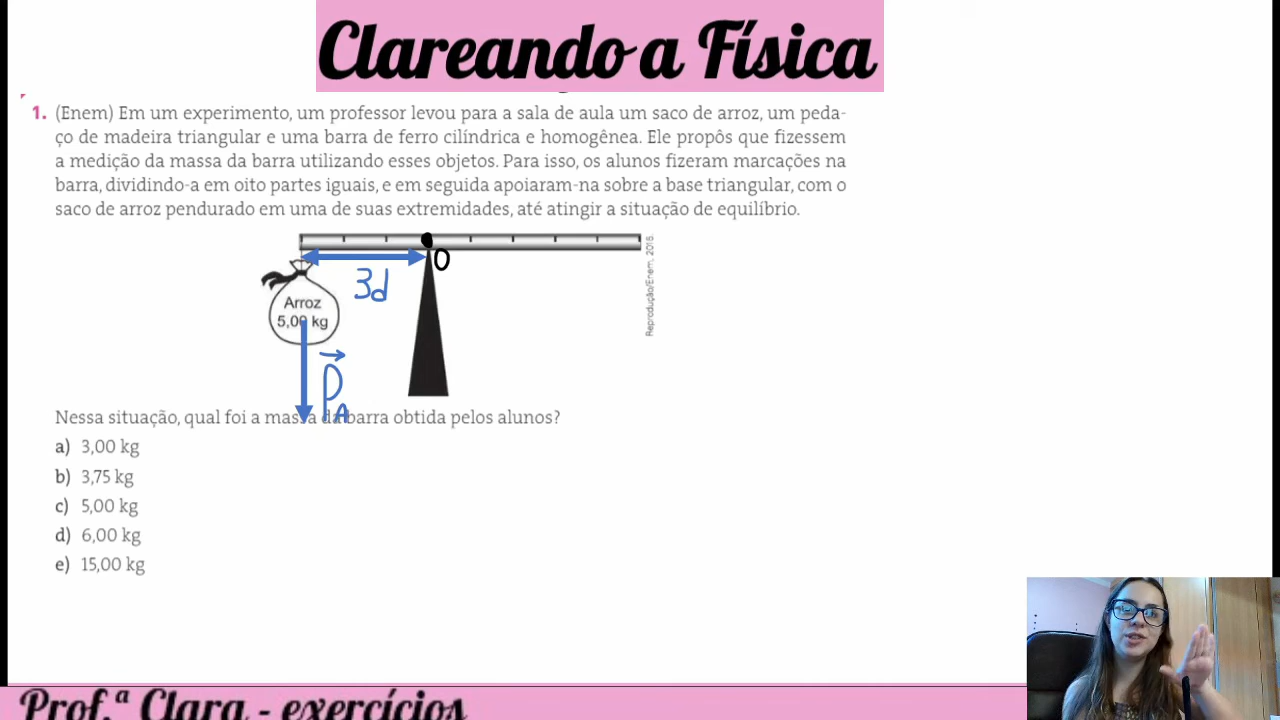 Clareando a Física
1. (Enem) Em um experimento, um professor levou para a sala de aula um saco de arroz, um peda-
ço de madeira triangular e uma barra de ferro cilíndrica e homogênea. Ele propôs que fizessem
a medição da massa da barra utilizando esses objetos. Para isso, os alunos fizeram marcações na
barra, dividindo-a em oito partes iguais, e em seguida apoiaram-na sobre a base triangular, com o
saco de arroz pendurado em uma de suas extremidades, até atingir a situação de equilíbrio.
O
3d
Arroz
5,00 kg
P
A
Reprodução/Enem, 2015.
Nessa situação, qual foi a massa da barra obtida pelos alunos?
a) 3,00 kg
b) 3,75 kg
c) 5,00 kg
d) 6,00 kg
e) 15,00 kg
Prof.ª Clara - exercícios